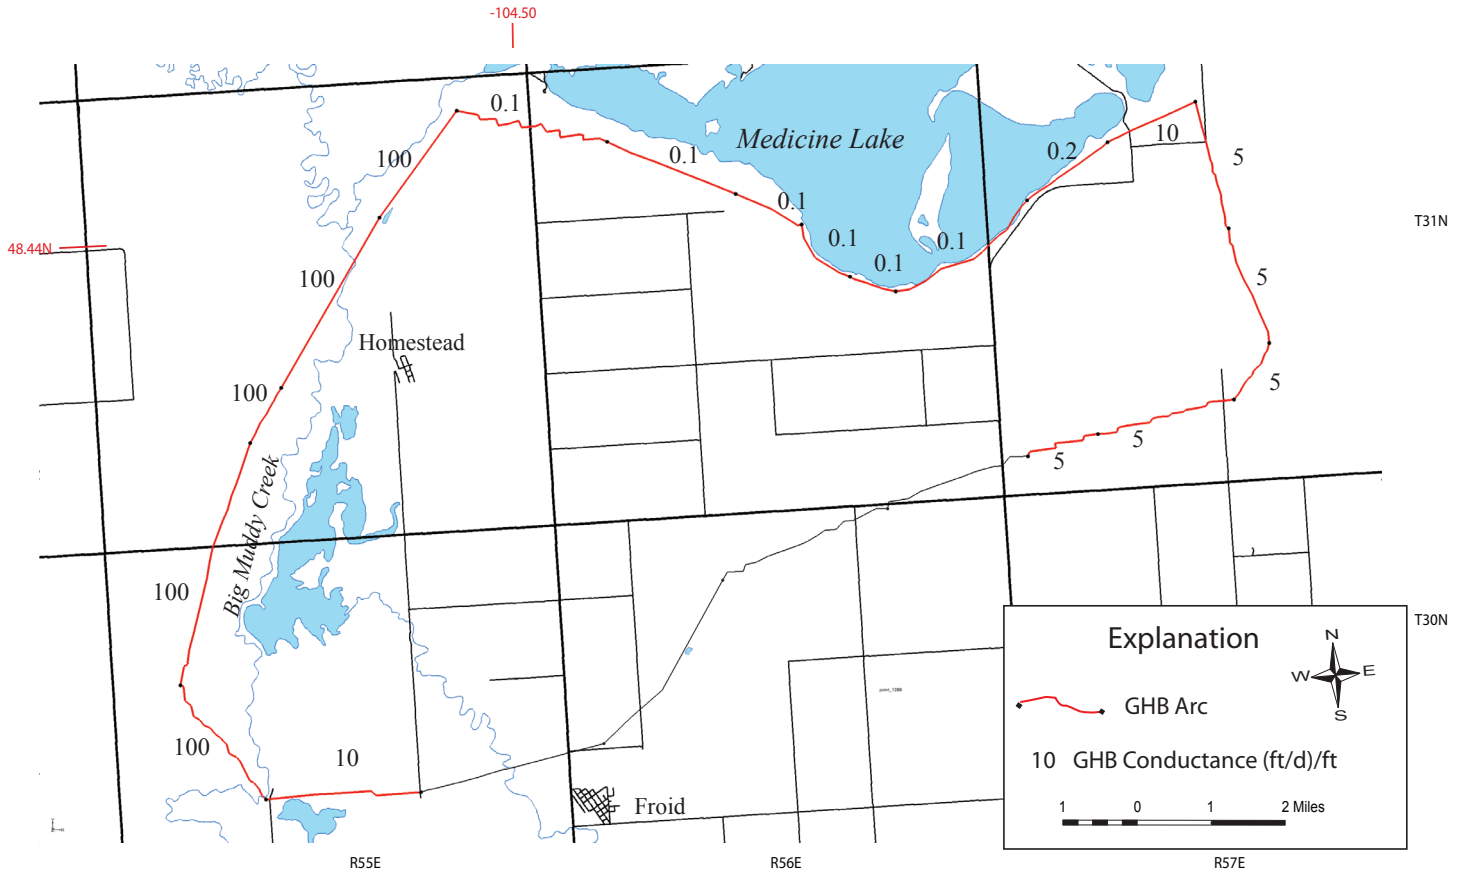 -104.50
0.1
Medicine Lake
10
100
0.1
0.2
5
0.1
T31N
48.44N
0.1
0.1
0.1
100
5
Homestead
100
5
5
5
Big Muddy Creek
100
T30N
Explanation
N
W E
S
GHB Arc
10 GHB Conductance (ft/d)/ft
1 0 1 2 Miles
point_1288
100
10
Froid
R55E
R56E
R57E